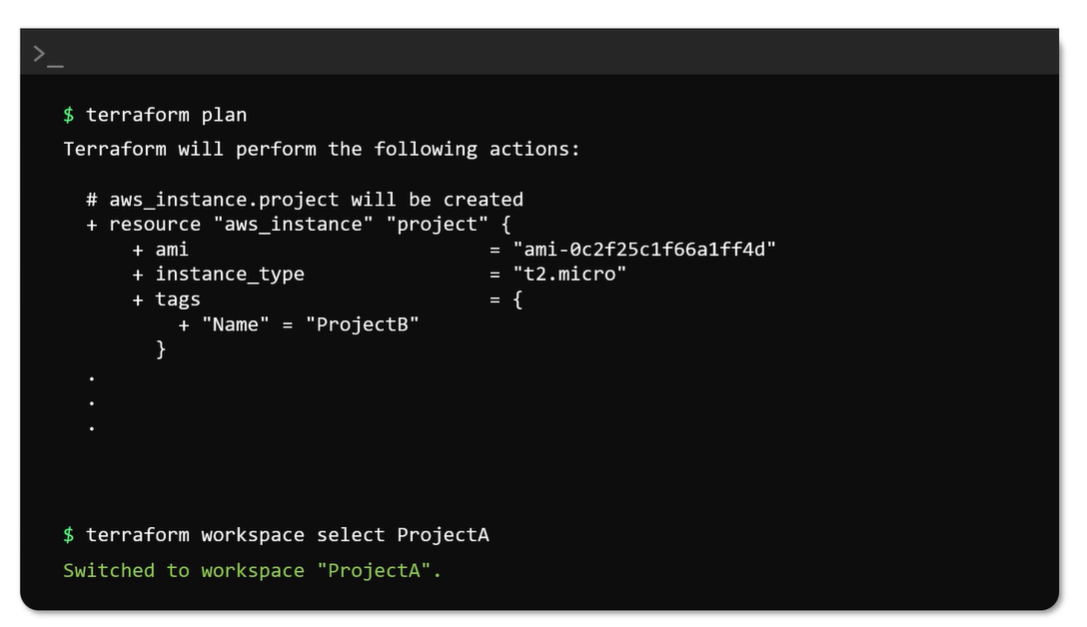 >_
$ terraform plan
Terraform will perform the following actions:
# aws_instance.project will be created
+ resource "aws_instance" "project" {
+ ami = "ami-0c2f25c1f66a1ff4d"
+ instance_type = "t2.micro"
+ tags = {
+ "Name" = "ProjectB"
}
.
.
.
$ terraform workspace select ProjectA
Switched to workspace "ProjectA".